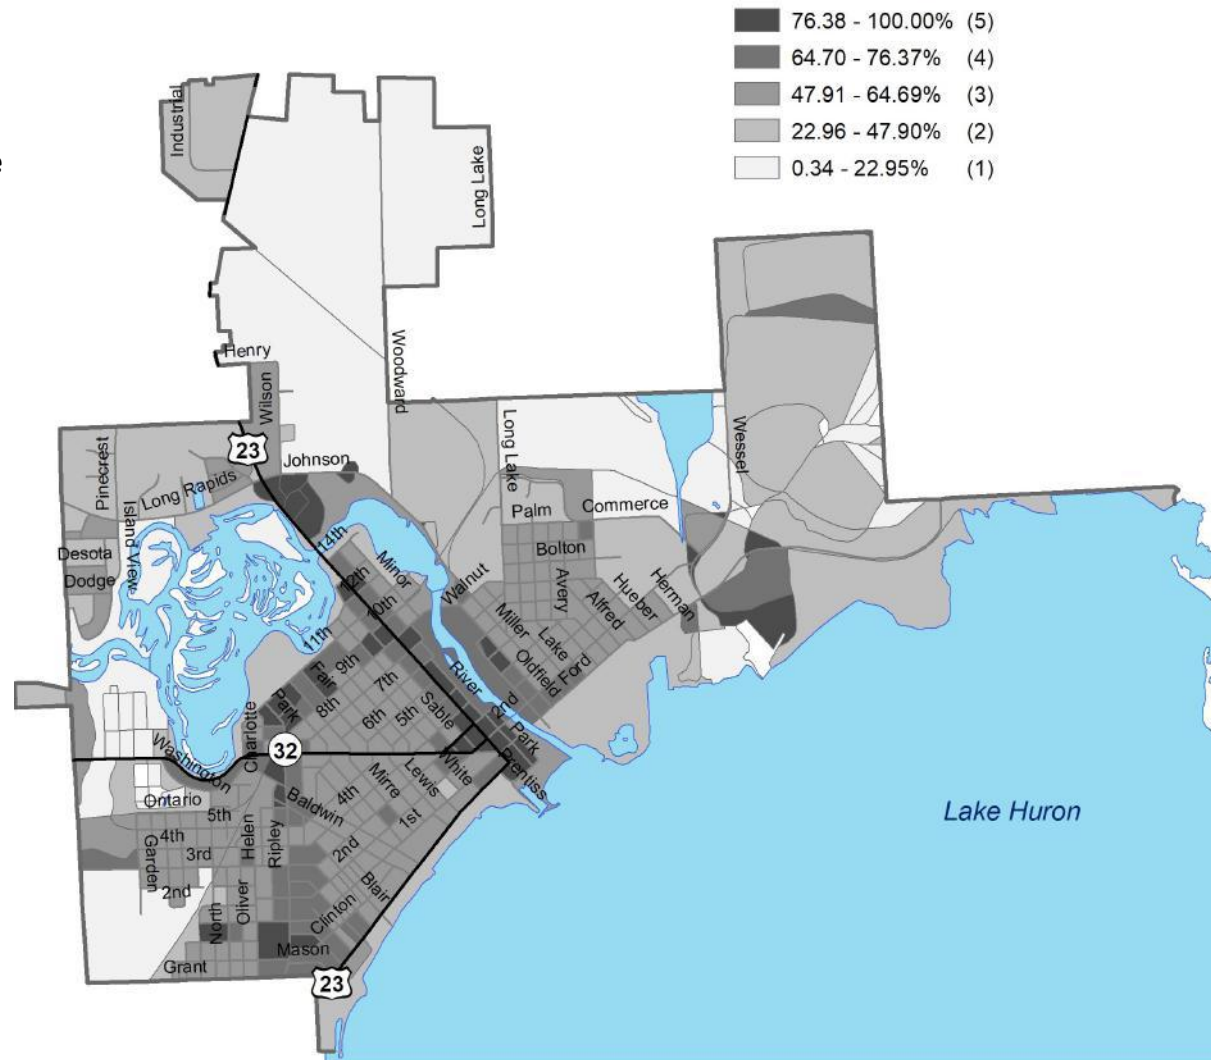 76.38 - 100.00% (5)
64.70 - 76.37% (4)
47.91 - 64.69% (3)
22.96 - 47.90% (2)
0.34 - 22.95% (1)
Industrial
e
Long Lake
Henry
Woodward
Wilson
23
Johnson
Pinecrest
Long Rapids
Island View
Long Lake
Wessel
Commerce
Palm
Desota
Dodge
14th
Bolton
12th
Minor
Walnut
Avery
Alfred
Hueber
Herman
10th
11th
Miller
Lake
Oldfield
Ford
9th
Fair
7th
River
Park
8th
6th
5th
Sable
2nd
Park
Charlotte
32
Washington
White
Prentiss
Lewis
Mirre
4th
1st
Baldwin
Ontario
5th
Lake Huron
4th
3rd
Garden
Helen
Ripley
2nd
2nd
Blair
North
Oliver
Clinton
Mason
Grant
23